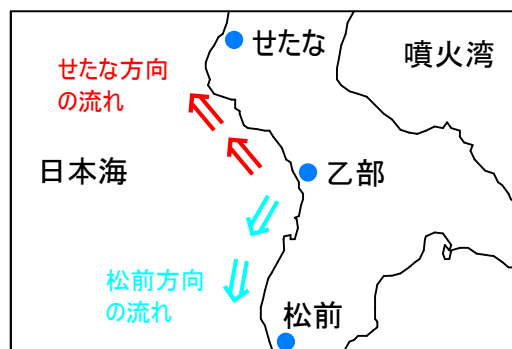 せたな
噴火湾
せたな方向
の流れ
日本海
乙部
松前方向
の流れ
松前